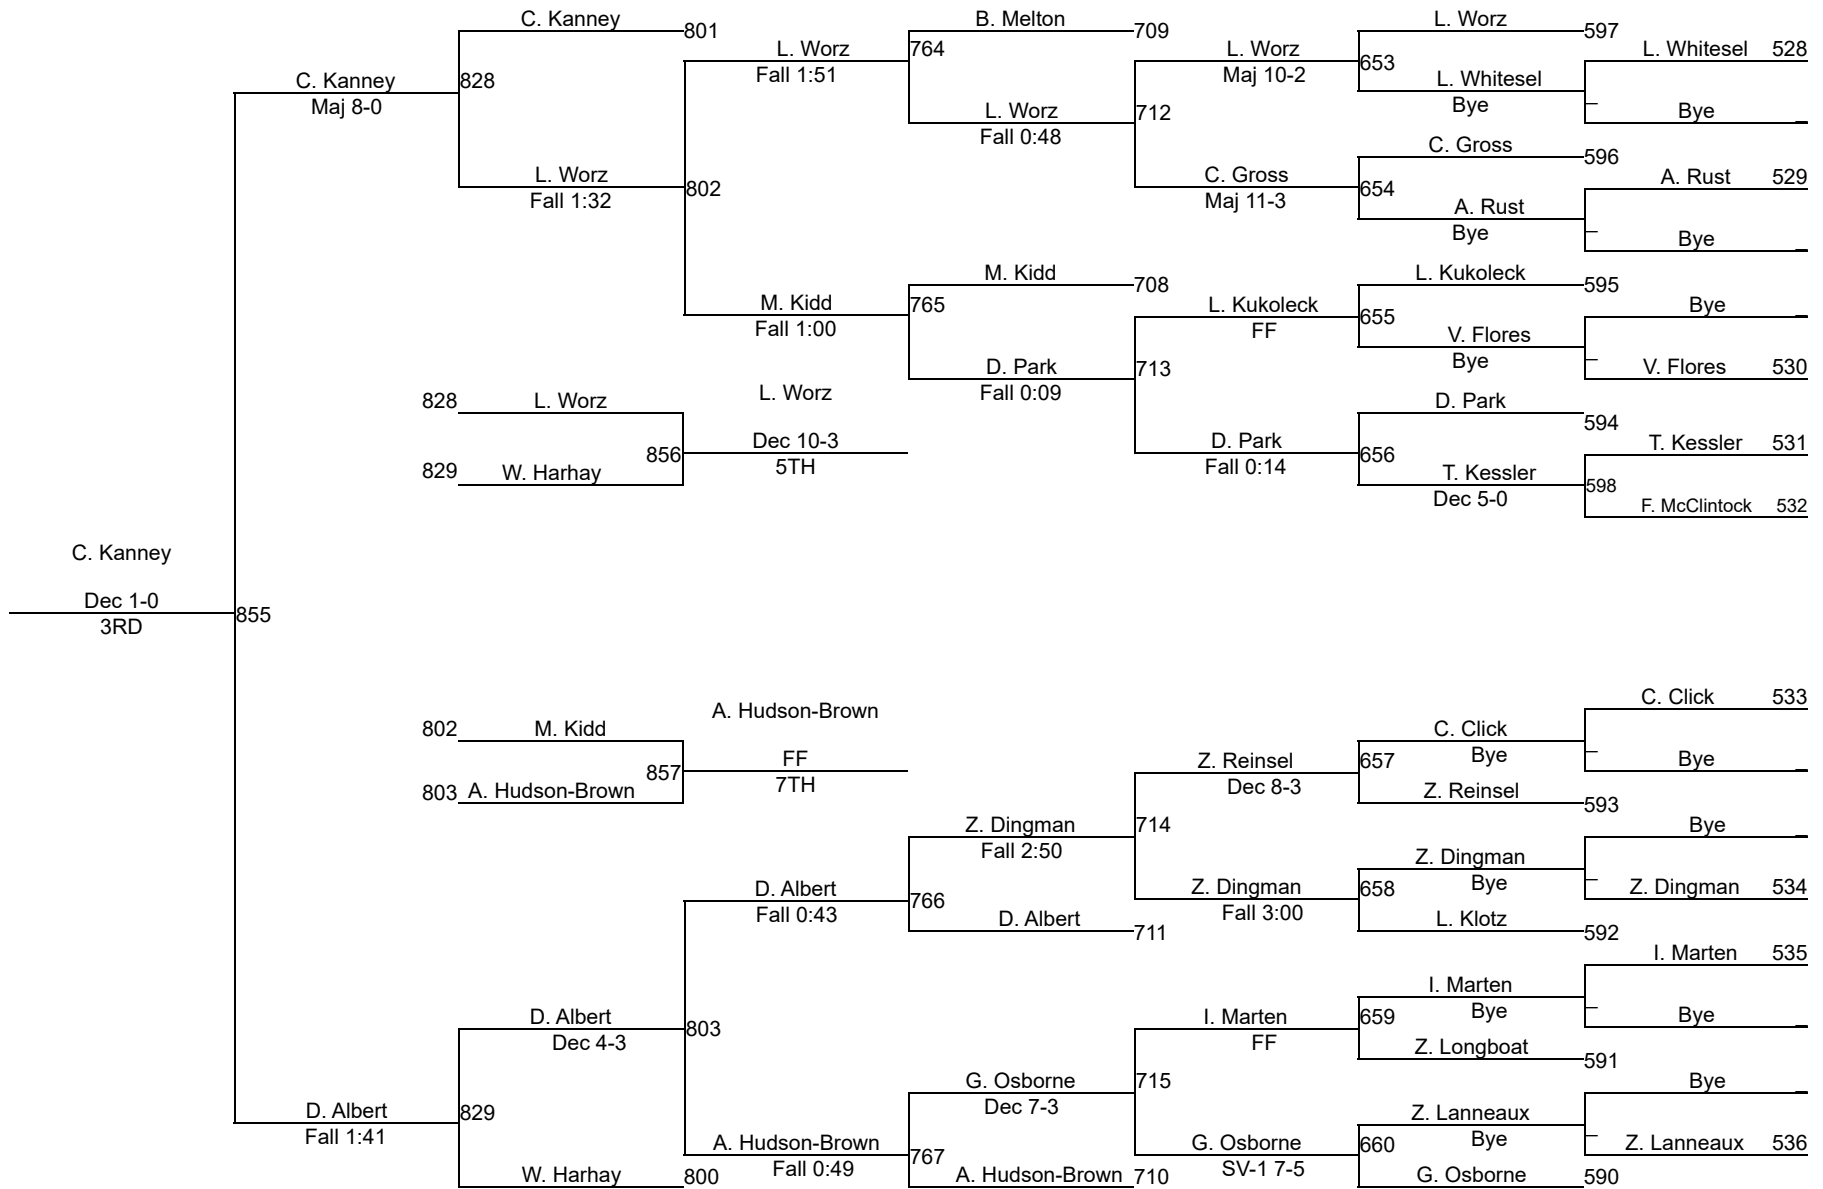 C. Kanney
801
B. Melton
709
L. Worz
597
L. Worz
Fall 1:51
764
L. Worz
Maj 10-2
653
L. Whitesel 528
C. Kanney
Maj 8-0
828
L. Whitesel
Bye
Bye _
L. Worz
Fall 0:48
712
C. Gross
596
L. Worz
Fall 1:32
802
C. Gross
Maj 11-3
654
A. Rust 529
A. Rust
Bye
Bye _
M. Kidd
708
L. Kukoleck
595
M. Kidd
Fall 1:00
765
L. Kukoleck
FF
655
Bye _
V. Flores
Bye
V. Flores 530
D. Park
Fall 0:09
713
828 L. Worz
L. Worz
D. Park
594
856
Dec 10-3
5TH
D. Park
Fall 0:14
656
T. Kessler 531
829 W. Harhay
T. Kessler
Dec 5-0
598
F. McClintock 532
C. Kanney
Dec 1-0
3RD
855
C. Click 533
A. Hudson-Brown
802 M. Kidd
C. Click
Bye
857
FF
7TH
Z. Reinsel
Dec 8-3
657
Bye _
803 A. Hudson-Brown
Z. Reinsel
593
Z. Dingman
Fall 2:50
714
Bye _
Z. Dingman
Bye
D. Albert
Fall 0:43
766
Z. Dingman
Fall 3:00
658
Z. Dingman 534
D. Albert
711
L. Klotz
592
I. Marten 535
I. Marten
Bye
D. Albert
Dec 4-3
803
I. Marten
FF
659
Bye _
Z. Longboat
591
G. Osborne
Dec 7-3
715
Bye _
D. Albert
Fall 1:41
829
Z. Lanneaux
Bye
A. Hudson-Brown
Fall 0:49
767
G. Osborne
SV-1 7-5
660
Z. Lanneaux 536
W. Harhay
800
A. Hudson-Brown
710
G. Osborne
590